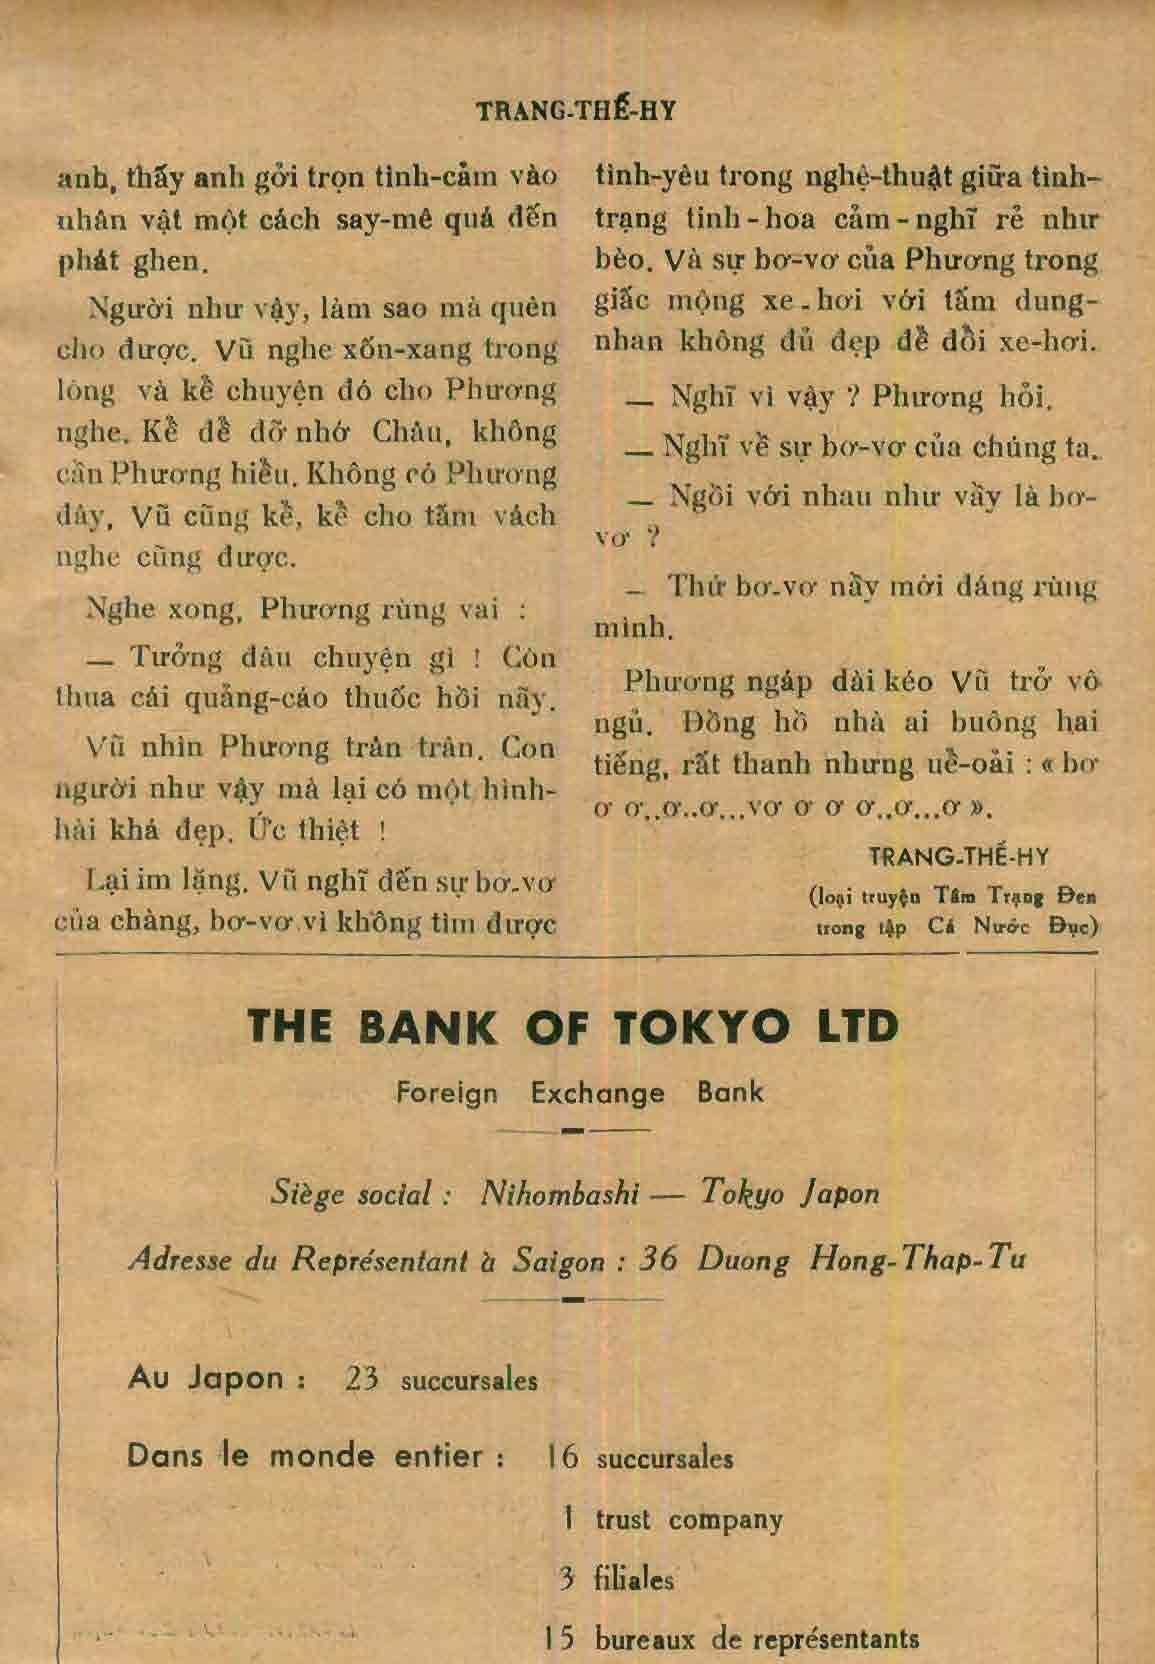 TRANG-THẾ-HY
anh, thấy anh gởi trọn tình-cảm vào
nhân vật một cách say-mê quá đến
phát ghen.
Người như vậy, làm sao mà quên
cho được. Vũ nghe xốn-xang trong
lòng và kể chuyện đó cho Phương
nghe. Kể để đỡ nhớ Châu, không
cần Phương hiểu. Không có Phương
đây, Vũ cũng kể, kể cho tấm vách
nghe cũng được.
Nghe xong, Phương rùng vai :
— Tưởng đâu chuyện gì ! Còn
thua cái quảng-cáo thuốc hồi nãy.
Vũ nhìn Phương trân trân. Con
người như vậy mà lại có một hình-
hài khá đẹp. Ức thiệt !
Lại im lặng. Vũ nghĩ đến sự bơ-vơ
của chàng, bơ-vơ vì không tìm được
tình-yêu trong nghệ-thuật giữa tình-
trạng tinh-hoa cảm-nghĩ rẻ như
bèo. Và sự bơ-vơ của Phương trong
giấc mộng xe-hơi với tấm dung-
nhan không đủ đẹp để đổi xe-hơi.
— Nghĩ vì vậy ? Phương hỏi.
— Nghĩ về sự bơ-vơ của chúng ta..
— Ngồi với nhau như vầy là bơ-
vơ ?
— Thứ bơ-vơ nầy mới đáng rùng
mình.
Phương ngáp dài kéo Vũ trở vô
ngủ. Đồng hồ nhà ai buông hai
tiếng, rất thanh nhưng uể-oải : « bơ
ơ ơ..ơ..ơ...vơ ơ ơ ơ..ơ...ơ ».
TRANG-THẾ-HY
(loại truyện Tâm Trạng Đen
trong tập Cá Nước Đục)
THE BANK OF TOKYO LTD
Foreign Exchange Bank
Siège social : Nihombashi — Tokyo Japon
Adresse du Représentant à Saigon : 36 Duong Hong-Thap-Tu
Au Japon : 23 succursales
Dans le monde entier : 16 succursales
1 trust company
3 filiales
15 bureaux de représentants